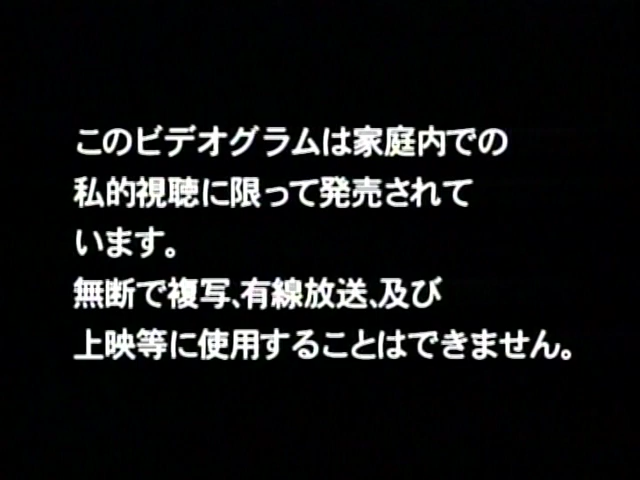 このビデオグラムは家庭内での
私的視聴に限って発売されて
います。
無断で複写、有線放送、及び
上映等に使用することはできません。